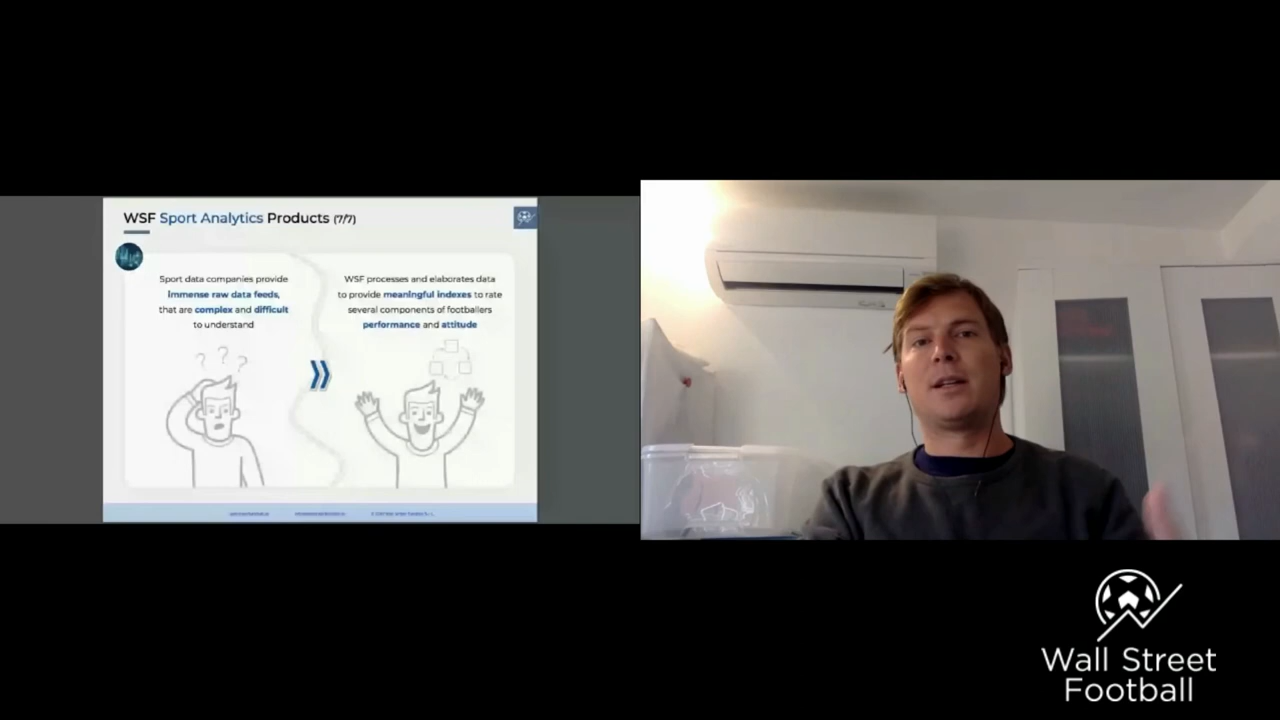 WSF Sport Analytics Products (7/7)
Sport data companies provide
immense raw data feeds,
that are complex and difficult
to understand
WSF processes and elaborates data
to provide meaningful indexes to rate
several components of footballers
performance and attitude
? ? ?
Wall Street
Football